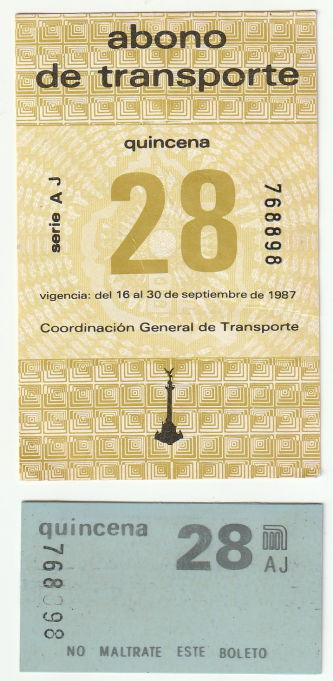 abono
de transporte
quincena
serie AJ
28
768898
vigencia: del 16 al 30 de septiembre de 1987
Coordinación General de Transporte
quincena
28
AJ
768898
NO MALTRATE ESTE BOLETO